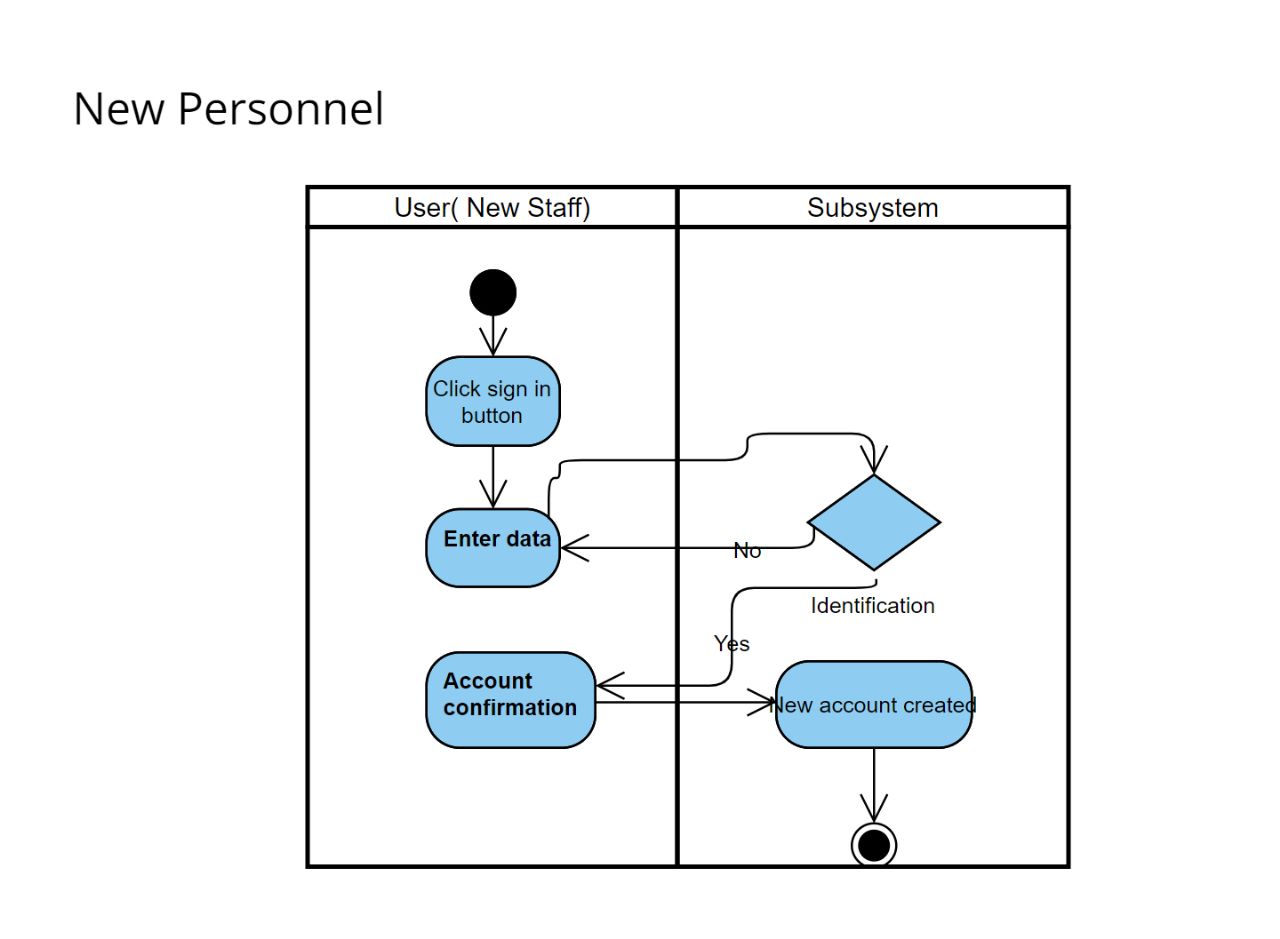 New Personnel
User( New Staff)
Subsystem
Click sign in
button
Enter data
No
Identification
Yes
Account
confirmation
New account created